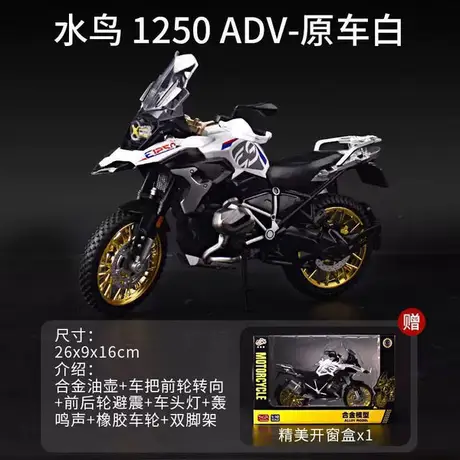 水鸟 1250 ADV-原车白
尺寸:
26x9x16cm
介绍:
合金油壶+车把前轮转向
+前后轮避震+车头灯+轰
鸣声+橡胶车轮+双脚架
赠
MOTORCYCLE
合金模型
ALLOY MODEL
精美开窗盒x1